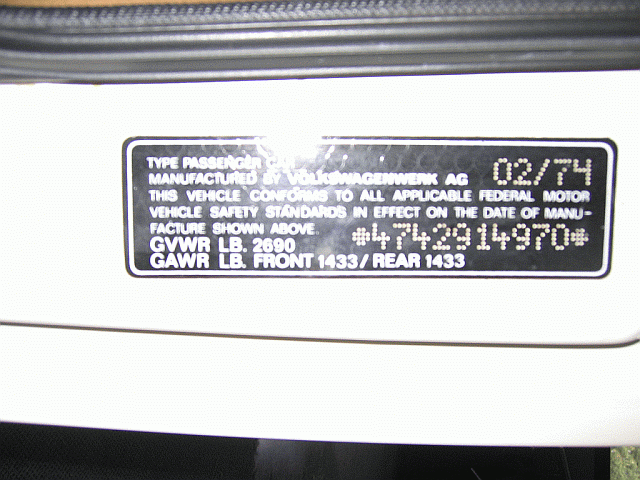 TYPE PASSENGER CAR
MANUFACTURED BY VOLKSWAGENWERK AG 02/74
THIS VEHICLE CONFORMS TO ALL APPLICABLE FEDERAL MOTOR
VEHICLE SAFETY STANDARDS IN EFFECT ON THE DATE OF MANU-
FACTURE SHOWN ABOVE. *4742914970*
GVWR LB. 2690
GAWR LB. FRONT 1433/ REAR 1433